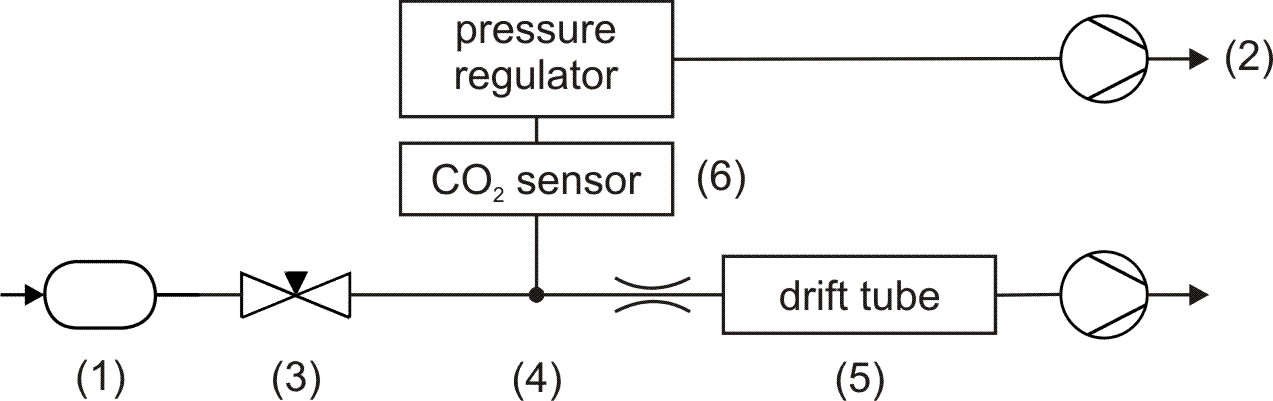 pressure
regulator
(2)
CO₂ sensor
(6)
drift tube
(1)
(3)
(4)
(5)